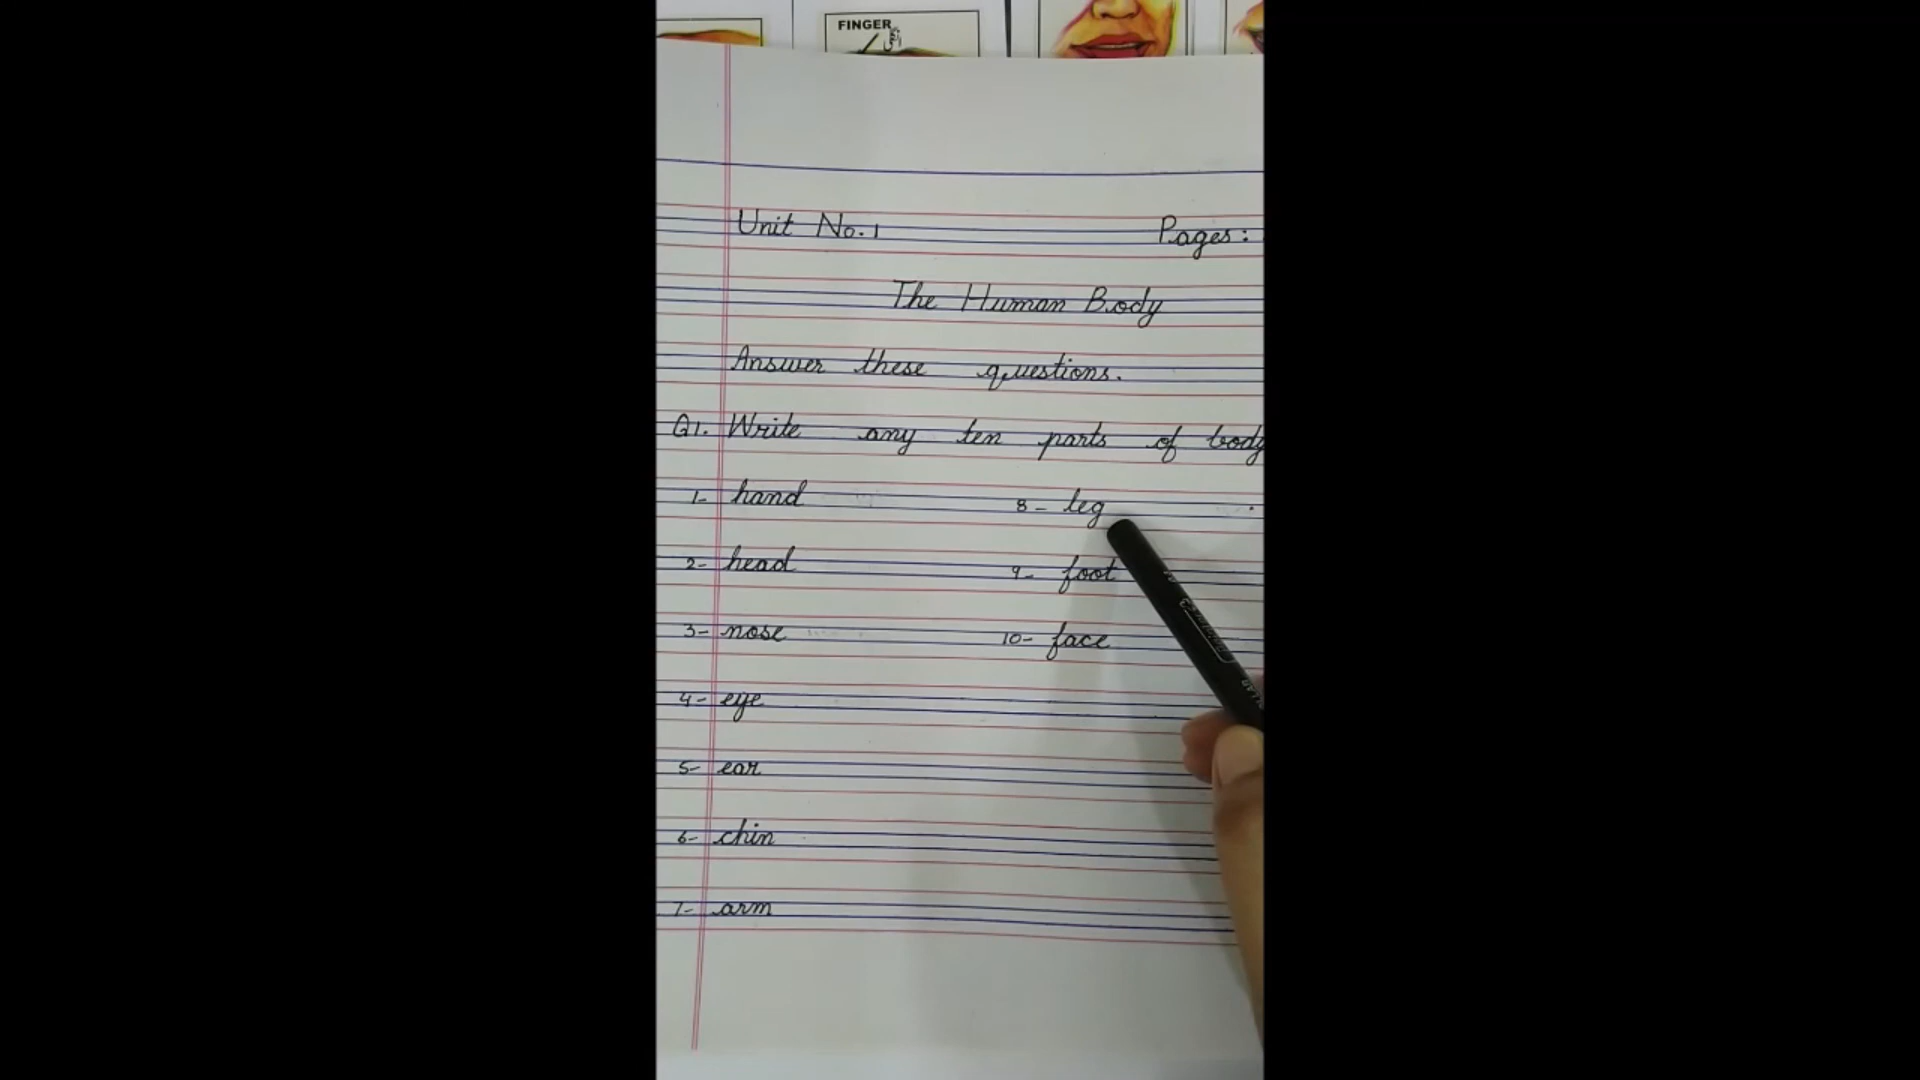 FINGER
Unit No.1 Pages:
The Human Body
Answer these questions.
Q1. Write any ten parts of body
1- hand 8- leg
2- head 9- foot
3- nose 10- face
4- eye
5- ear
6- chin
7- arm